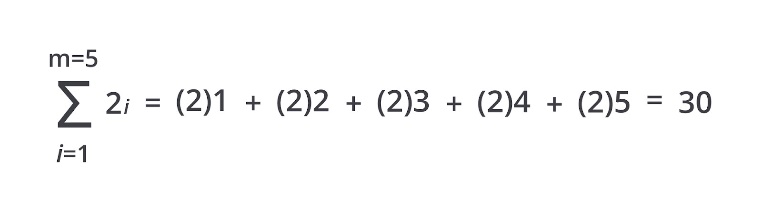 m=5
∑ 2i = (2)1 + (2)2 + (2)3 + (2)4 + (2)5 = 30
i=1